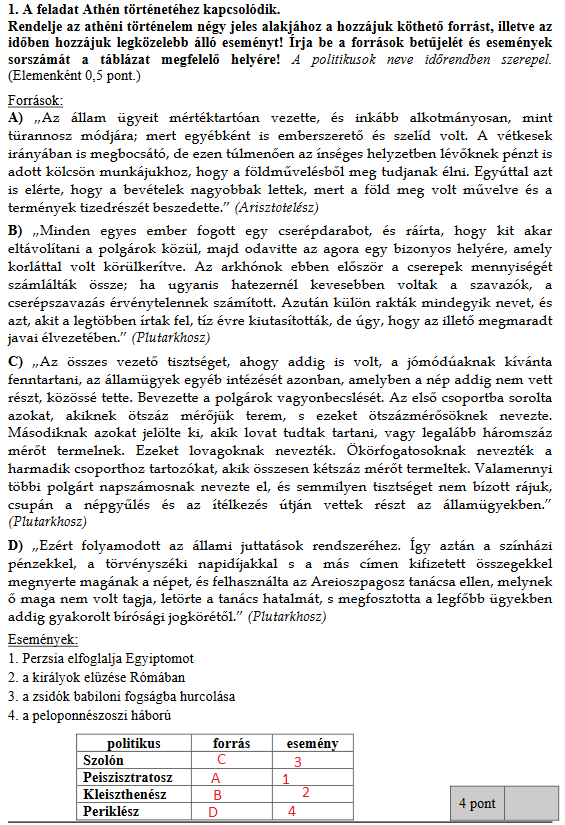 1. A feladat Athén történetéhez kapcsolódik.
Rendelje az athéni történelem négy jeles alakjához a hozzájuk köthető forrást, illetve az
időben hozzájuk legközelebb álló eseményt! Írja be a források betűjelét és események
sorszámát a táblázat megfelelő helyére! A politikusok neve időrendben szerepel.
(Elemenként 0,5 pont.)
Források:
A) „Az állam ügyeit mértéktartóan vezette, és inkább alkotmányosan, mint
türannosz módjára; mert egyébként is emberszerető és szelíd volt. A vétkesek
irányában is megbocsátó, de ezen túlmenően az ínséges helyzetben lévőknek pénzt is
adott kölcsön munkájukhoz, hogy a földművelésből meg tudjanak élni. Egyúttal azt
is elérte, hogy a bevételek nagyobbak lettek, mert a föld meg volt művelve és a
termények tizedrészét beszedette.” (Arisztotelész)
B) „Minden egyes ember fogott egy cserépdarabot, és ráírta, hogy kit akar
eltávolítani a polgárok közül, majd odavitte az agora egy bizonyos helyére, amely
korláttal volt körülkerítve. Az arkhónok ebben először a cserepek mennyiségét
számlálták össze; ha ugyanis hatezernél kevesebben voltak a szavazók, a
cserépszavazás érvénytelennek számított. Azután külön rakták mindegyik nevet, és
azt, akit a legtöbben írtak fel, tíz évre kiutasították, de úgy, hogy az illető megmaradt
javai élvezetében.” (Plutarkhosz)
C) „Az összes vezető tisztséget, ahogy addig is volt, a jómódúaknak kívánta
fenntartani, az államügyek egyéb intézését azonban, amelyben a nép addig nem vett
részt, közössé tette. Bevezette a polgárok vagyonbecslését. Az első csoportba sorolta
azokat, akiknek ötszáz mérőjük terem, s ezeket ötszázmérősöknek nevezte.
Másodiknak azokat jelölte ki, akik lovat tudtak tartani, vagy legalább háromszáz
mérőt termelnek. Ezeket lovagoknak nevezték. Ökörfogatosoknak nevezték a
harmadik csoporthoz tartozókat, akik összesen kétszáz mérőt termeltek. Valamennyi
többi polgárt napszámosnak nevezte el, és semmilyen tisztséget nem bízott rájuk,
csupán a népgyűlés és az ítélkezés útján vettek részt az államügyekben.”
(Plutarkhosz)
D) „Ezért folyamodott az állami juttatások rendszeréhez. Így aztán a színházi
pénzekkel, a törvényszéki napidíjakkal s a más címen kifizetett összegekkel
megnyerte magának a népet, és felhasználta az Areioszpagosz tanácsa ellen, melynek
ő maga nem volt tagja, letörte a tanács hatalmát, s megfosztotta a legfőbb ügyekben
addig gyakorolt bírósági jogkörétől.” (Plutarkhosz)
Események:
1. Perzsia elfoglalja Egyiptomot
2. a királyok elűzése Rómában
3. a zsidók babiloni fogságba hurcolása
4. a peloponnészoszi háború
politikus forrás esemény
Szolón C 3
Peiszisztratosz A 1
Kleiszthenész B 2
Periklész D 4
4 pont